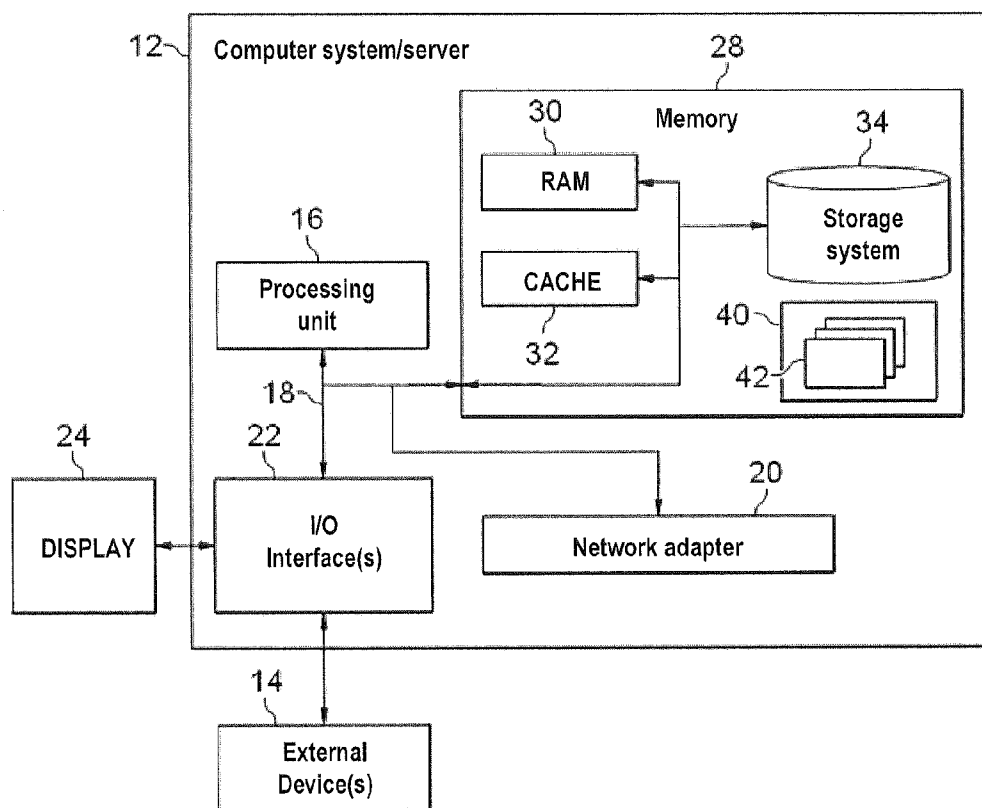 12
Computer system/server
28
Memory
30
RAM
34
Storage
system
16
Processing
unit
CACHE
32
40
42
18
24
22
DISPLAY
I/O
Interface(s)
20
Network adapter
14
External
Device(s)